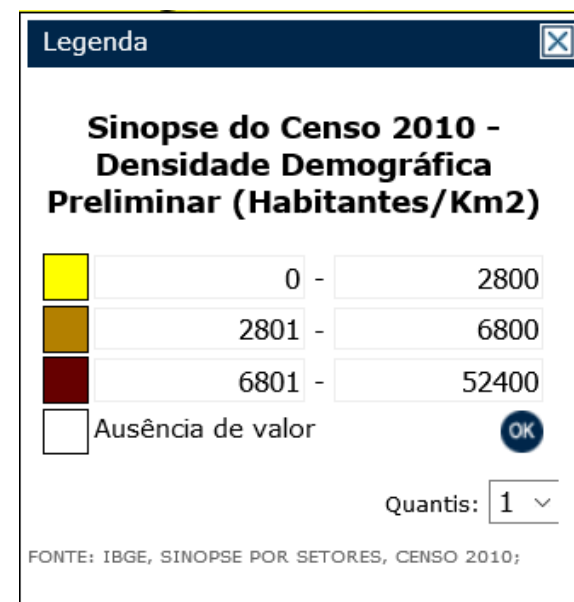 Legenda
Sinopse do Censo 2010 -
Densidade Demográfica
Preliminar (Habitantes/Km2)
0 - 2800
2801 - 6800
6801 - 52400
Ausência de valor OK
Quantis: 1
FONTE: IBGE, SINOPSE POR SETORES, CENSO 2010;